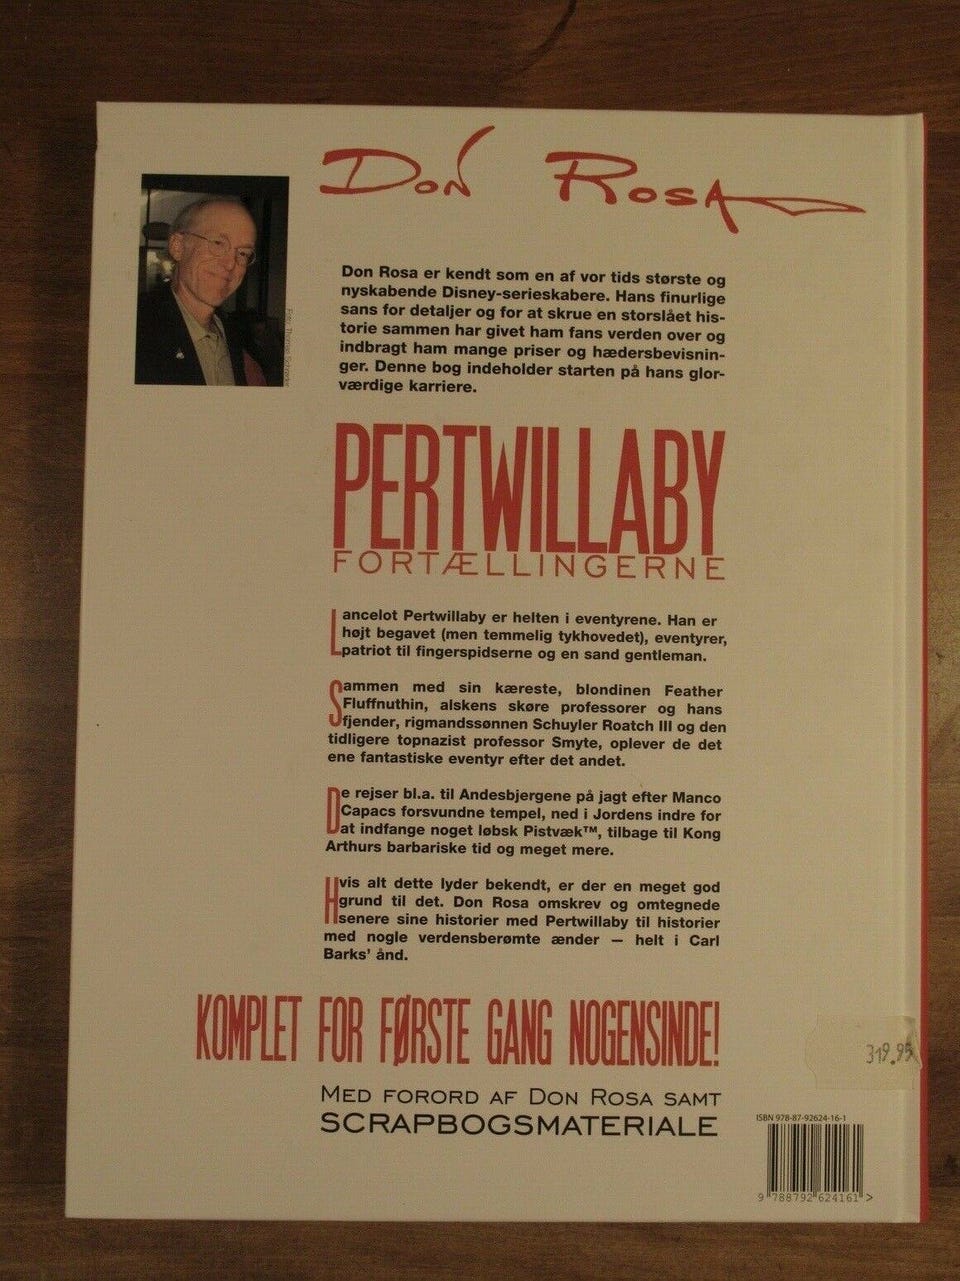 Don Rosa
Foto: Thomas Schröder
Don Rosa er kendt som en af vor tids største og
nyskabende Disney-serieskabere. Hans finurlige
sans for detaljer og for at skrue en storslået his-
torie sammen har givet ham fans verden over og
indbragt ham mange priser og hædersbevisnin-
ger. Denne bog indeholder starten på hans glor-
værdige karriere.
PERTWILLABY
FORTÆLLINGERNE
Lancelot Pertwillaby er helten i eventyrene. Han er
højt begavet (men temmelig tykhovedet), eventyrer,
patriot til fingerspidserne og en sand gentleman.
Sammen med sin kæreste, blondinen Feather
Fluffnuthin, alskens skøre professorer og hans
fjender, rigmandssønnen Schuyler Roatch III og den
tidligere topnazist professor Smyte, oplever de det
ene fantastiske eventyr efter det andet.
De rejser bl.a. til Andesbjergene på jagt efter Manco
Capacs forsvundne tempel, ned i Jordens indre for
at indfange noget løbsk Pistvæk™, tilbage til Kong
Arthurs barbariske tid og meget mere.
Hvis alt dette lyder bekendt, er der en meget god
grund til det. Don Rosa omskrev og omtegnede
senere sine historier med Pertwillaby til historier
med nogle verdensberømte ænder — helt i Carl
Barks’ ånd.
KOMPLET FOR FØRSTE GANG NOGENSINDE!
MED FORORD AF DON ROSA SAMT
SCRAPBOGSMATERIALE
319.95
ISBN 978-87-92624-16-1
9 788792 624161 >